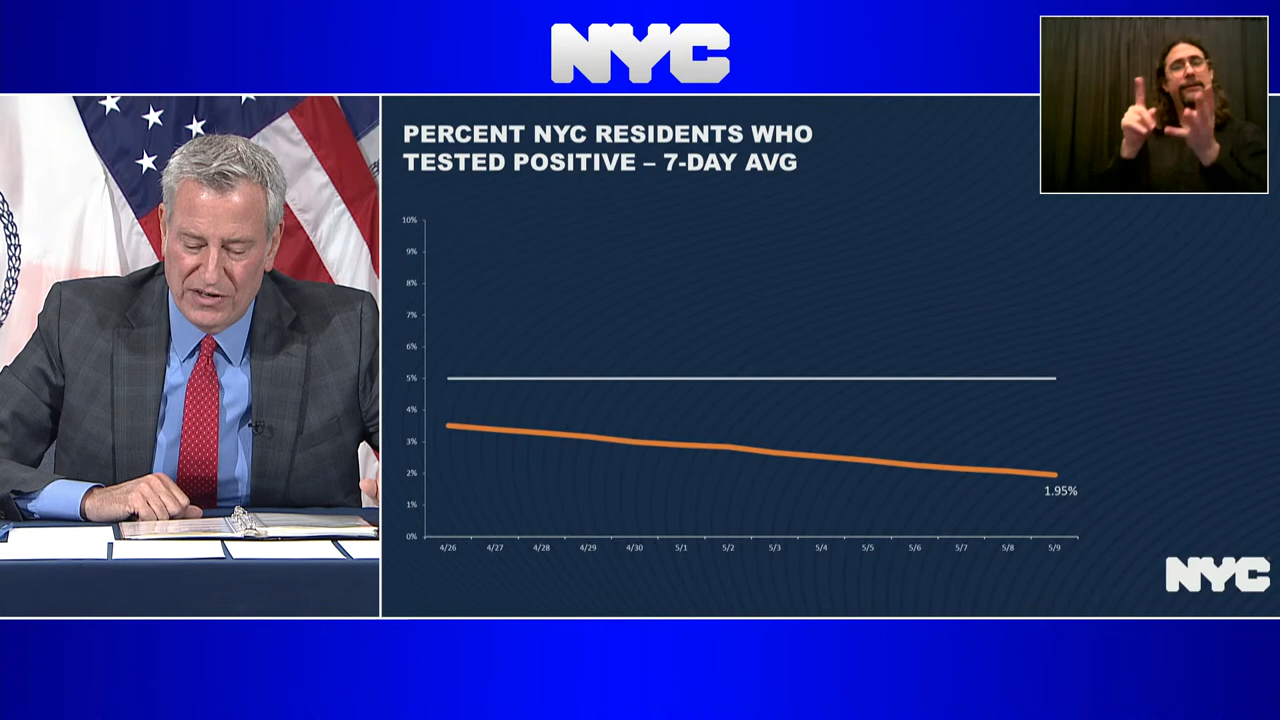 NYC
PERCENT NYC RESIDENTS WHO
TESTED POSITIVE – 7-DAY AVG
10%
9%
8%
7%
6%
5%
4%
3%
2%
1%
0%
1.95%
4/26 4/27 4/28 4/29 4/30 5/1 5/2 5/3 5/4 5/5 5/6 5/7 5/8 5/9
NYC